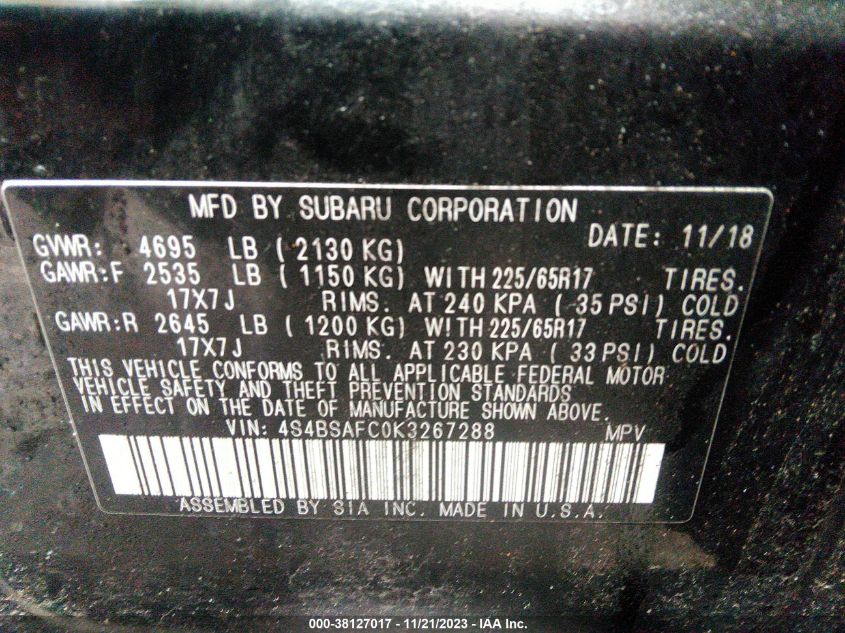 MFD BY SUBARU CORPORATION
DATE: 11/18
GVWR: 4695 LB ( 2130 KG)
GAWR:F 2535 LB ( 1150 KG) WITH 225/65R17 TIRES.
17X7J RIMS. AT 240 KPA ( 35 PSI) COLD
GAWR:R 2645 LB ( 1200 KG) WITH 225/65R17 TIRES.
17X7J RIMS. AT 230 KPA ( 33 PSI) COLD
THIS VEHICLE CONFORMS TO ALL APPLICABLE FEDERAL MOTOR
VEHICLE SAFETY AND THEFT PREVENTION STANDARDS
IN EFFECT ON THE DATE OF MANUFACTURE SHOWN ABOVE.
VIN: 4S4BSAFC0K3267288 MPV
ASSEMBLED BY SIA INC. MADE IN U.S.A.
000-38127017 - 11/21/2023 - IAA Inc.